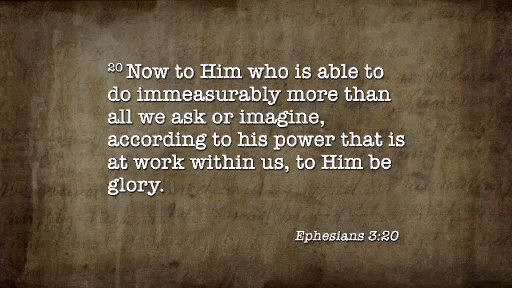 20 Now to Him who is able to
do immeasurably more than
all we ask or imagine,
according to his power that is
at work within us, to Him be
glory.
Ephesians 3:20